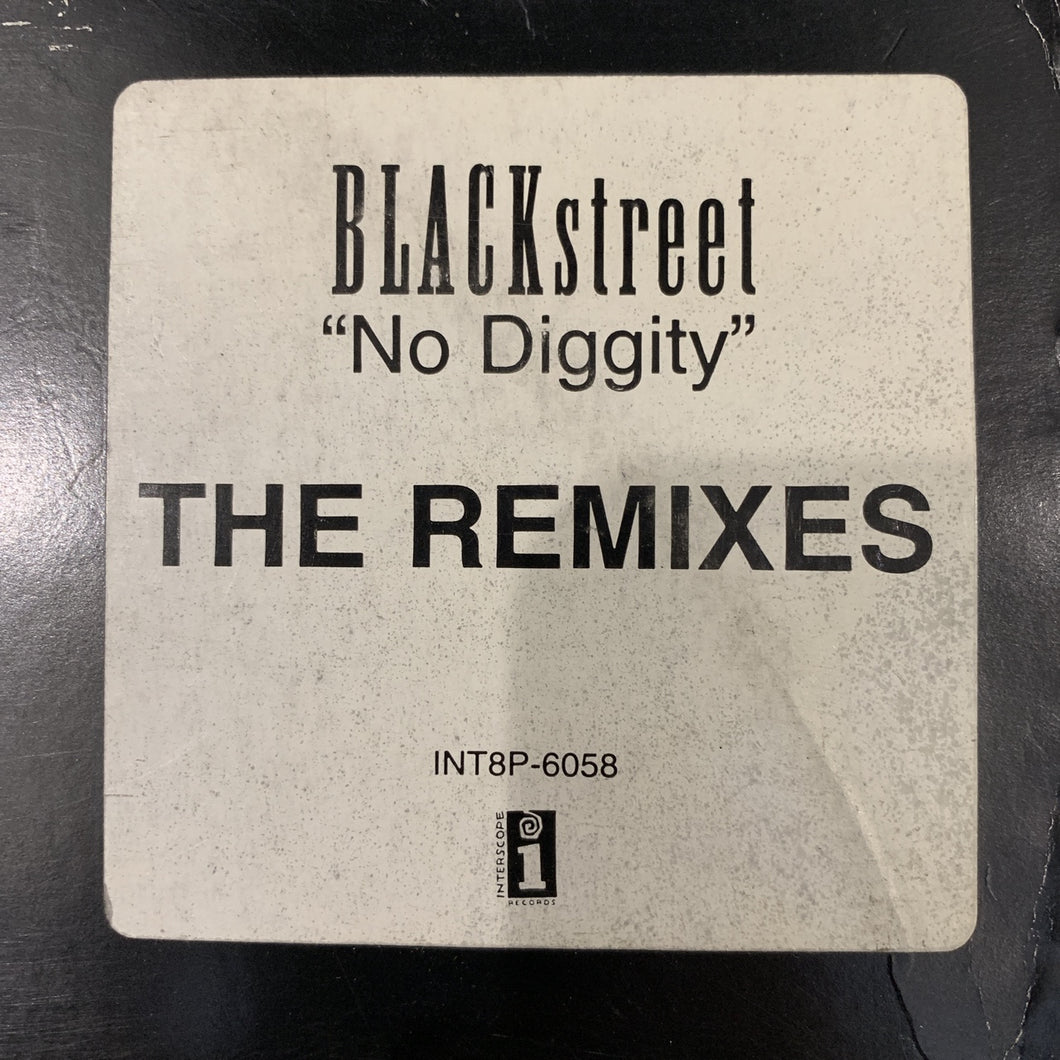 BLACKstreet
“No Diggity”
THE REMIXES
INT8P-6058
INTERSCOPE
i
RECORDS